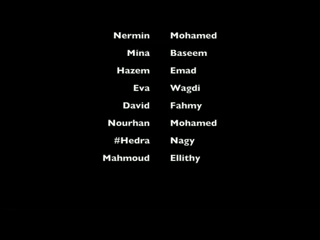 Nermin Mohamed
Mina Baseem
Hazem Emad
Eva Wagdi
David Fahmy
Nourhan Mohamed
#Hedra Nagy
Mahmoud Ellithy